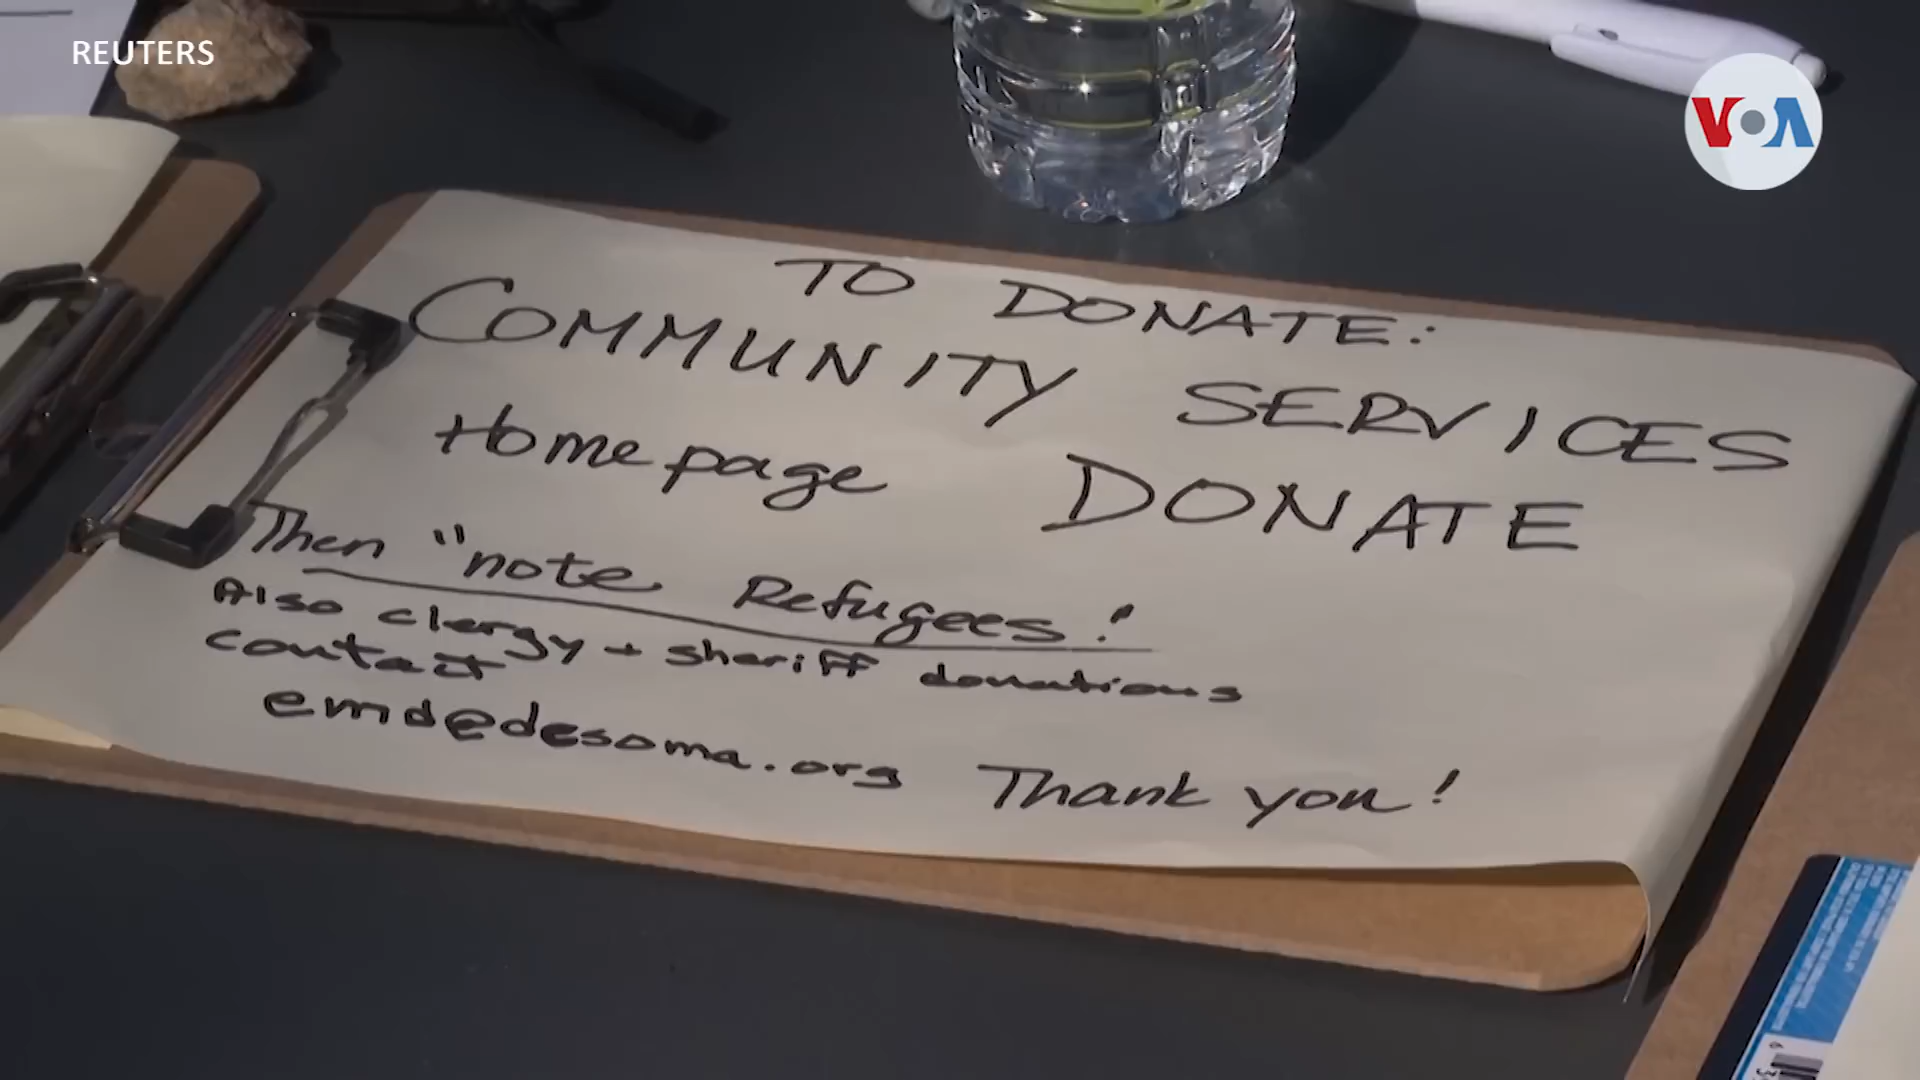 REUTERS
VOA
TO DONATE:
COMMUNITY SERVICES
Homepage DONATE
Then "note Refugees!
Also clergy + sheriff donations
contact
emd@desoma.org Thank you!